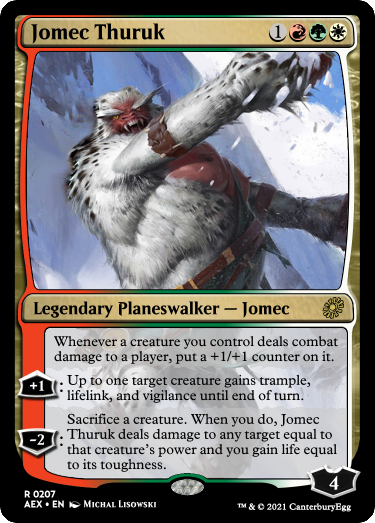 Jomec Thuruk 1
Legendary Planeswalker — Jomec
Whenever a creature you control deals combat
damage to a player, put a +1/+1 counter on it.
+1: Up to one target creature gains trample,
lifelink, and vigilance until end of turn.
Sacrifice a creature. When you do, Jomec
-2: Thuruk deals damage to any target equal to
that creature's power and you gain life equal
to its toughness.
4
R 0207
AEX • EN Michal Lisowski
™ & © 2021 CanterburyEgg